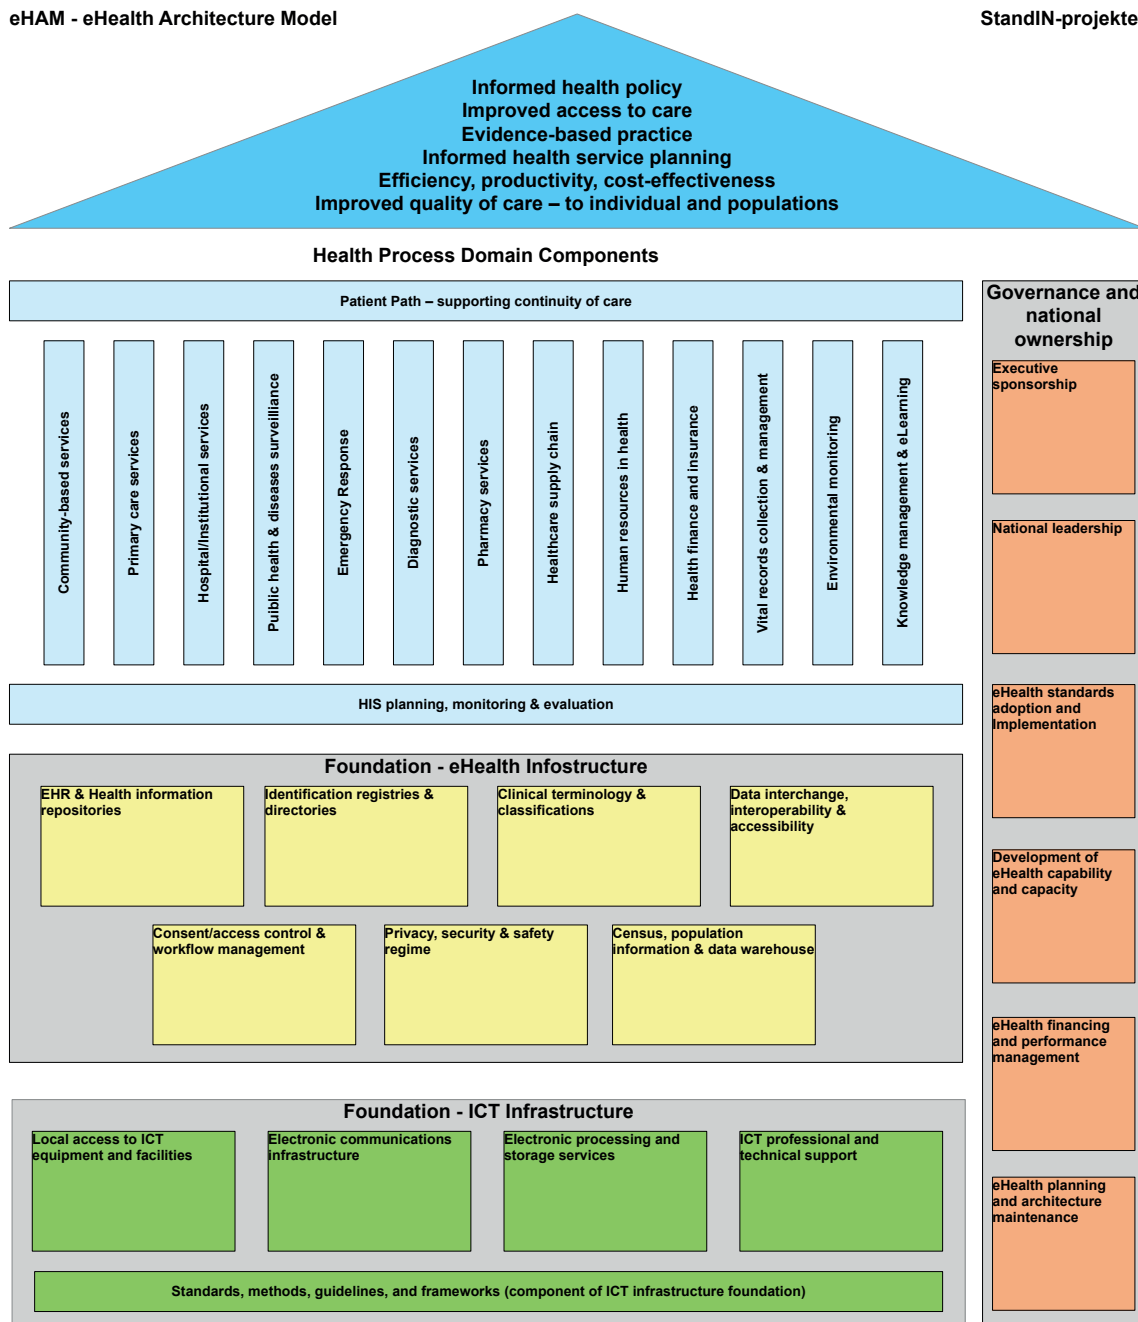 eHAM - eHealth Architecture Model
StandIN-projekte
Informed health policy
Improved access to care
Evidence-based practice
Informed health service planning
Efficiency, productivity, cost-effectiveness
Improved quality of care – to individual and populations
Health Process Domain Components
Patient Path – supporting continuity of care
Community-based services
Primary care services
Hospital/Institutional services
Puiblic health & diseases surveilliance
Emergency Response
Diagnostic services
Pharmacy services
Healthcare supply chain
Human resources in health
Health finance and insurance
Vital records collection & management
Environmental monitoring
Knowledge management & eLearning
HIS planning, monitoring & evaluation
Foundation - eHealth Infostructure
EHR & Health information
repositories
Identification registries &
directories
Clinical terminology &
classifications
Data interchange,
interoperability &
accessibility
Consent/access control &
workflow management
Privacy, security & safety
regime
Census, population
information & data warehouse
Foundation - ICT Infrastructure
Local access to ICT
equipment and facilities
Electronic communications
infrastructure
Electronic processing and
storage services
ICT professional and
technical support
Standards, methods, guidelines, and frameworks (component of ICT infrastructure foundation)
Governance and
national
ownership
Executive
sponsorship
National leadership
eHealth standards
adoption and
Implementation
Development of
eHealth capability
and capacity
eHealth financing
and performance
management
eHealth planning
and architecture
maintenance